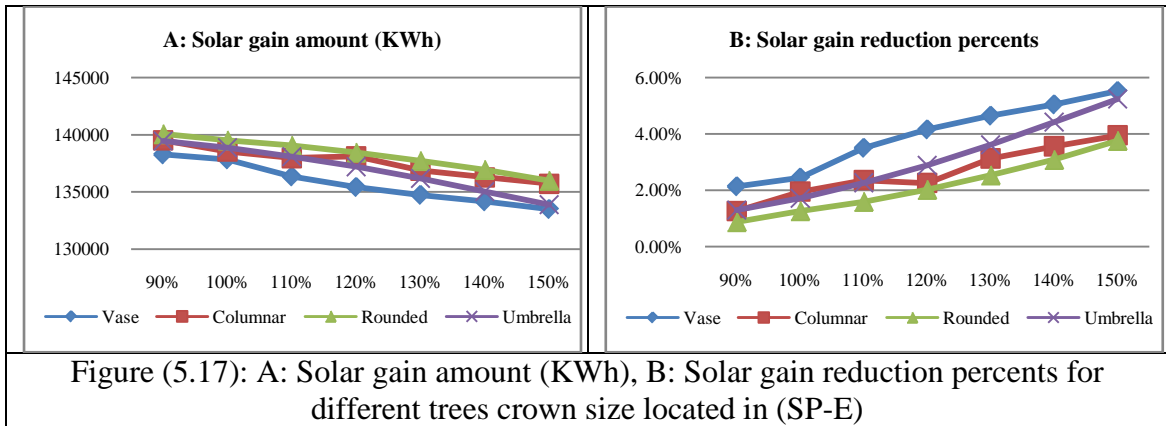 A: Solar gain amount (KWh)
145000
140000
135000
130000
90% 100% 110% 120% 130% 140% 150%
Vase Columnar Rounded Umbrella
B: Solar gain reduction percents
6.00%
4.00%
2.00%
0.00%
90% 100% 110% 120% 130% 140% 150%
Vase Columnar Rounded Umbrella
Figure (5.17): A: Solar gain amount (KWh), B: Solar gain reduction percents for
different trees crown size located in (SP-E)